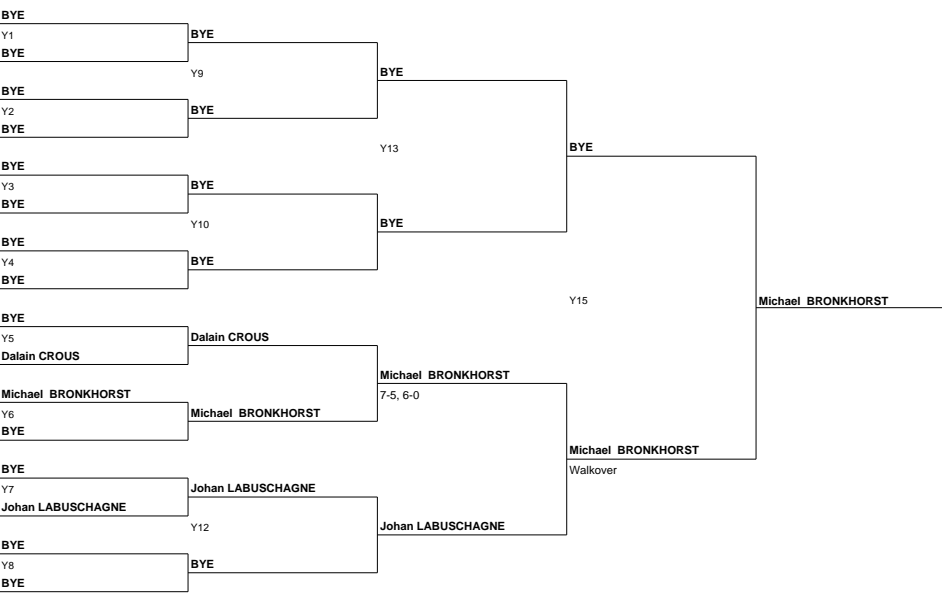 BYE
Y1
BYE
BYE
Y9
BYE
BYE
Y2
BYE
BYE
Y13
BYE
BYE
Y3
BYE
BYE
Y10
BYE
BYE
Y4
BYE
BYE
Y15
Michael BRONKHORST
BYE
Y5
Dalain CROUS
Dalain CROUS
Michael BRONKHORST
7-5, 6-0
Michael BRONKHORST
Y6
BYE
Michael BRONKHORST
Michael BRONKHORST
Walkover
BYE
Y7
Johan LABUSCHAGNE
Johan LABUSCHAGNE
Y12
Johan LABUSCHAGNE
BYE
Y8
BYE
BYE